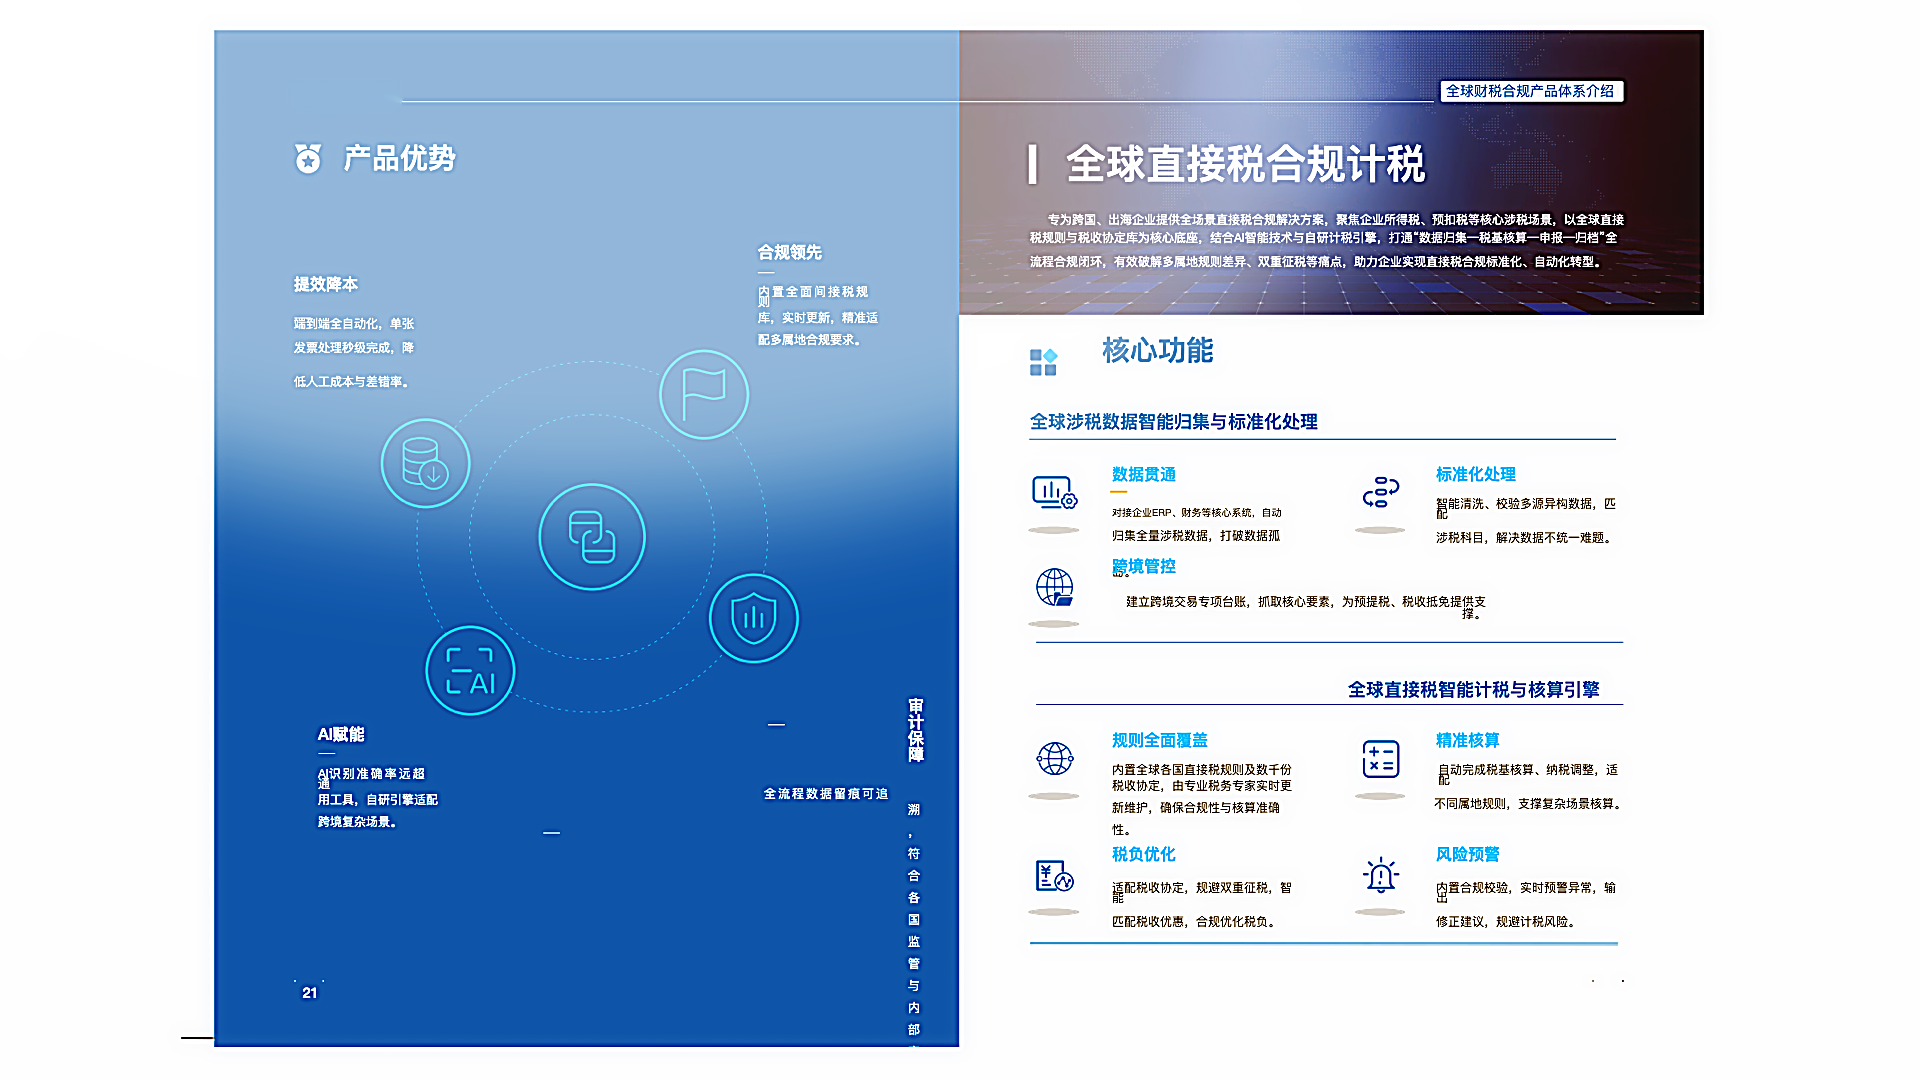 产品优势
提效降本
端到端全自动化，单张
发票处理秒级完成，降
低人工成本与差错率。
合规领先
内置全面间接税规
则
库，实时更新，精准适
配多属地合规要求。
AI
AI赋能
AI识别准确率远超
通
用工具，自研引擎适配
跨境复杂场景。
审计保障
全流程数据留痕可追
溯
，
符
合
各
国
监
管
与
内
部
21
全球财税合规产品体系介绍
全球直接税合规计税
专为跨国、出海企业提供全场景直接税合规解决方案，聚焦企业所得税、预扣税等核心涉税场景，以全球直接
税规则与税收协定库为核心底座，结合AI智能技术与自研计税引擎，打通“数据归集—税基核算—申报—归档”全
流程合规闭环，有效破解多属地规则差异、双重征税等痛点，助力企业实现直接税合规标准化、自动化转型。
核心功能
全球涉税数据智能归集与标准化处理
数据贯通
对接企业ERP、财务等核心系统，自动
归集全量涉税数据，打破数据孤
标准化处理
智能清洗、校验多源异构数据，匹
配
涉税科目，解决数据不统一难题。
跨境管控
建立跨境交易专项台账，抓取核心要素，为预提税、税收抵免提供支
撑。
全球直接税智能计税与核算引擎
规则全面覆盖
内置全球各国直接税规则及数千份
税收协定，由专业税务专家实时更
新维护，确保合规性与核算准确
性。
精准核算
自动完成税基核算、纳税调整，适
配
不同属地规则，支撑复杂场景核算。
税负优化
适配税收协定，规避双重征税，智
能
匹配税收优惠，合规优化税负。
风险预警
内置合规校验，实时预警异常，输
出
修正建议，规避计税风险。